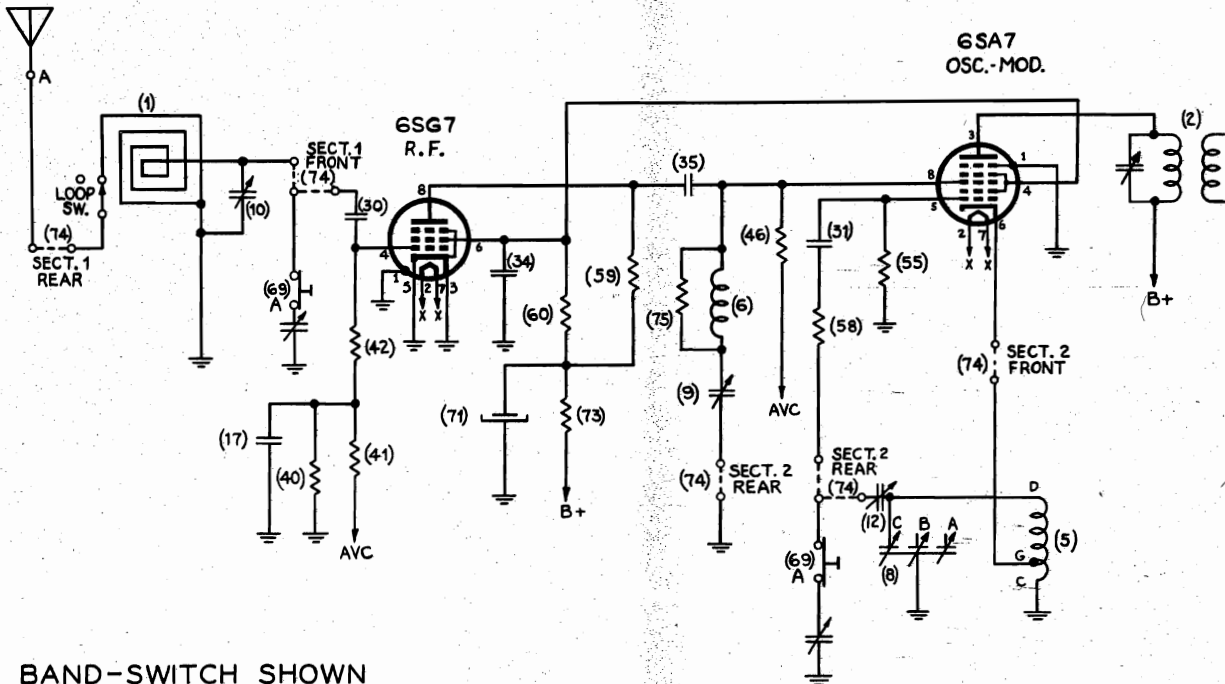 6SA7
OSC.-MOD.
A
(1)
6SG7
R.F.
SECT. 1
FRONT
(74)
LOOP
SW.
(10)
(30)
(74)
SECT. 1
REAR
(69)
A
8
4
6
1
5
2
7
3
X
X
(34)
(35)
(2)
3
1
8
4
5
2
7
6
X
X
B+
(42)
(60)
(59)
(75)
(6)
(46)
(31)
(55)
(58)
(17)
(40)
(41)
AVC
(71)
(73)
B+
(9)
AVC
(74)
SECT. 2
REAR
SECT. 2
REAR
(74)
(74)
SECT. 2
FRONT
(12)
C
B
A
(8)
D
G
C
(5)
(69)
A
BAND-SWITCH SHOWN